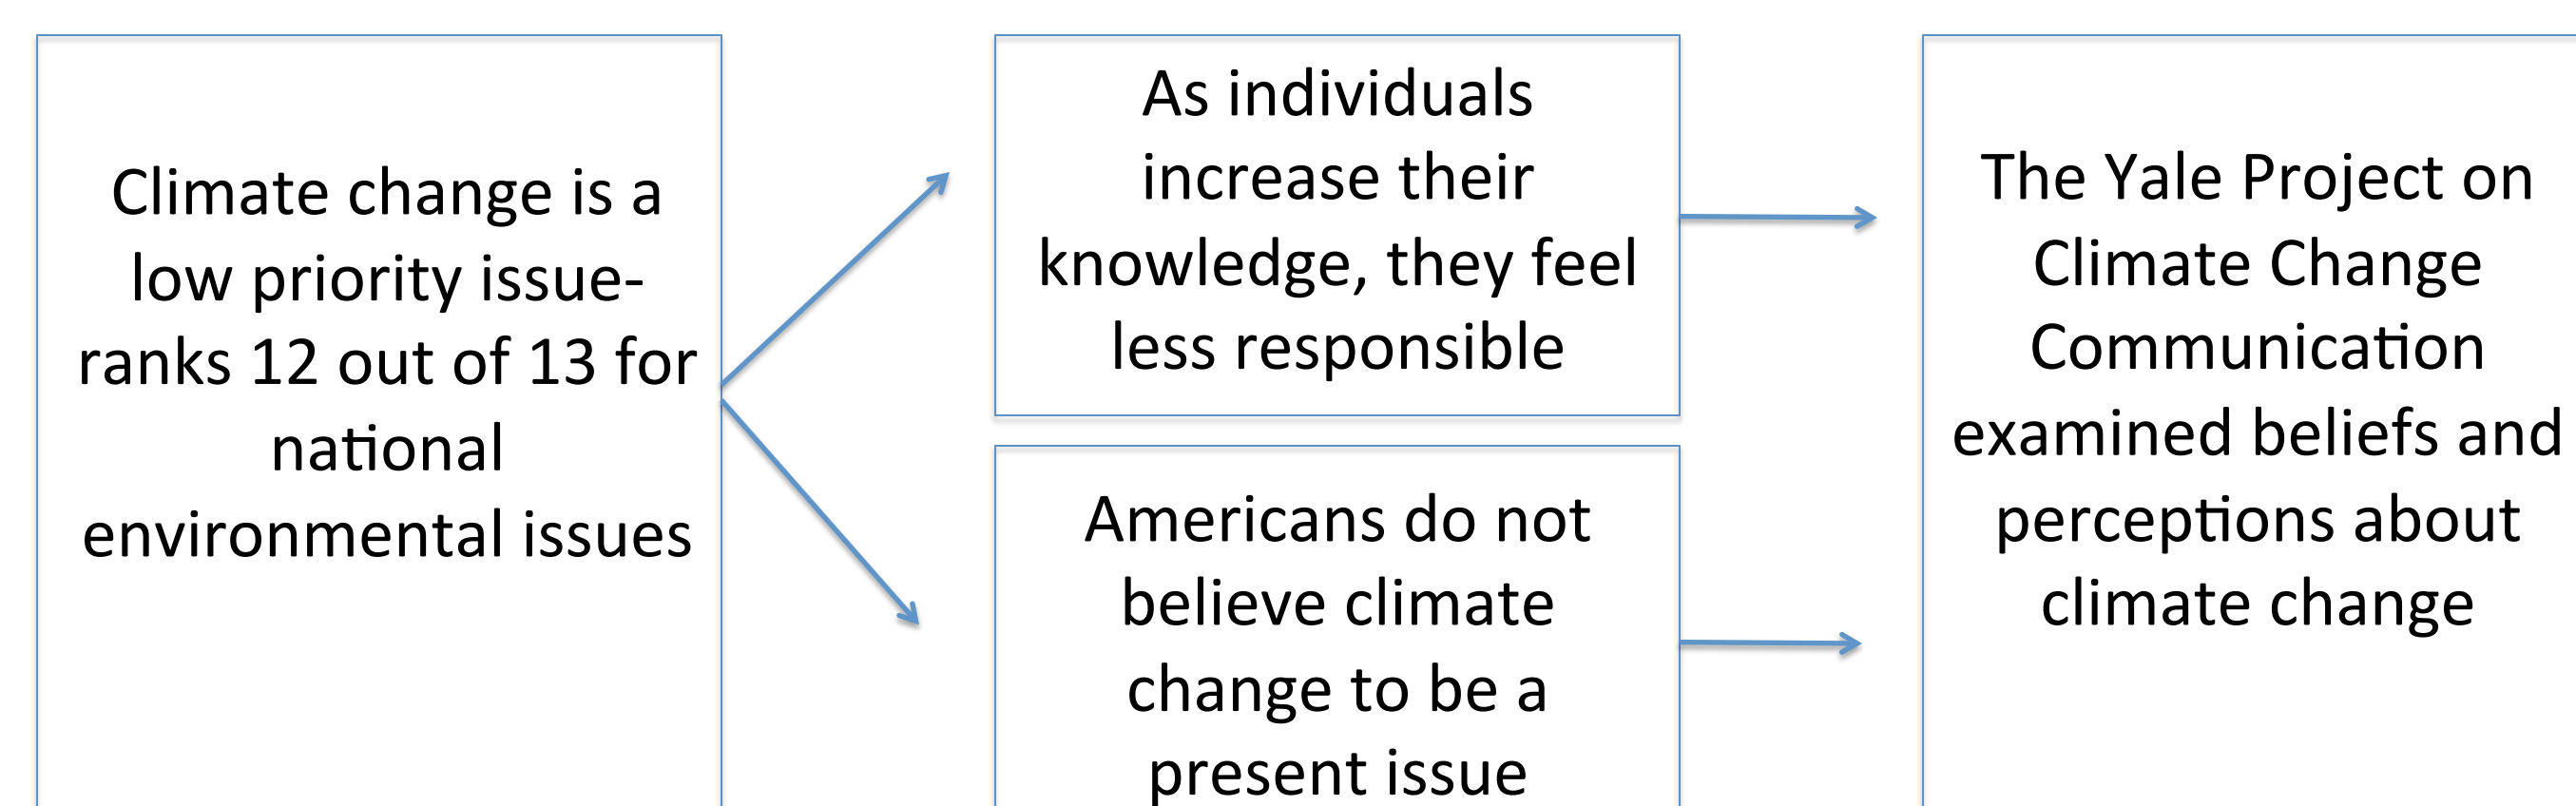 Climate change is a
low priority issue-
ranks 12 out of 13 for
national
environmental issues
As individuals
increase their
knowledge, they feel
less responsible
Americans do not
believe climate
change to be a
present issue
The Yale Project on
Climate Change
Communication
examined beliefs and
perceptions about
climate change